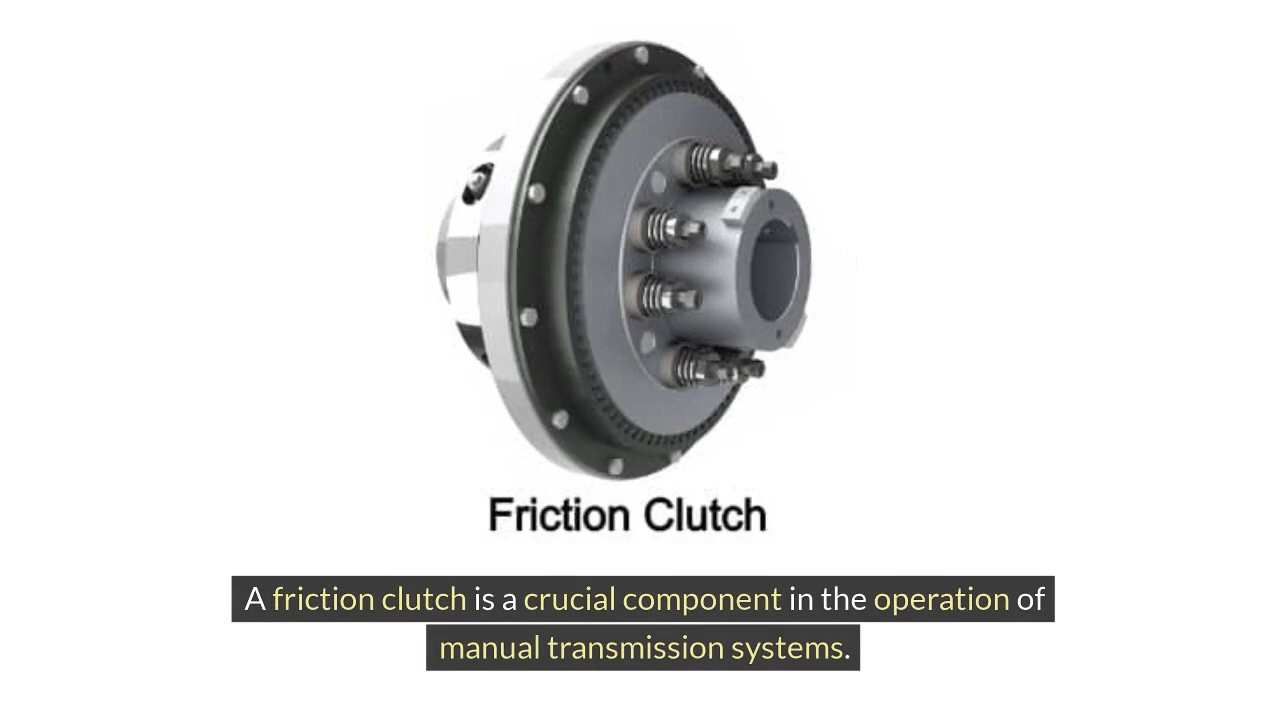 Friction Clutch
A friction clutch is a crucial component in the operation of
manual transmission systems.